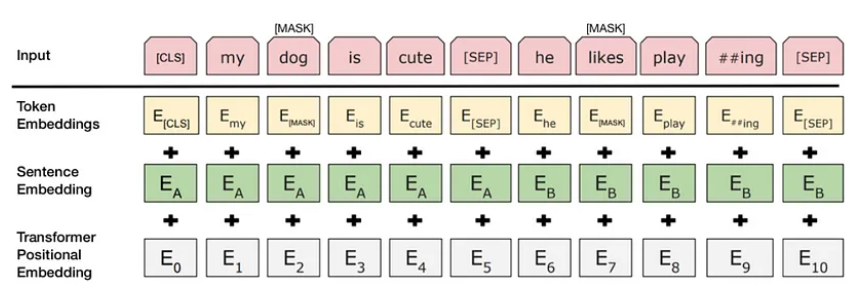 [MASK] [MASK]
Input [CLS] my dog is cute [SEP] he likes play ##ing [SEP]
Token
Embeddings
E[CLS] Emy E[MASK] Eis Ecute E[SEP] Ehe E[MASK] Eplay E##ing E[SEP]
+ + + + + + + + + + +
Sentence
Embedding
EA EA EA EA EA EA EB EB EB EB EB
+ + + + + + + + + + +
Transformer
Positional
Embedding
E0 E1 E2 E3 E4 E5 E6 E7 E8 E9 E10